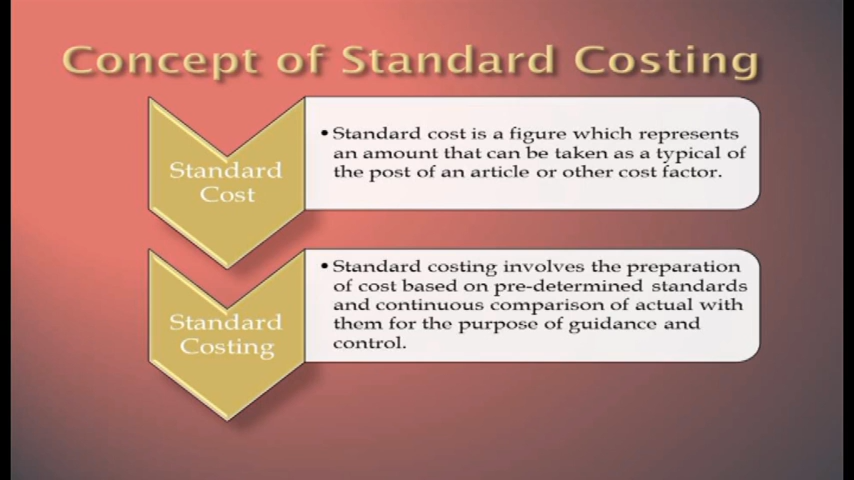 Concept of Standard Costing
Standard
Cost
• Standard cost is a figure which represents
an amount that can be taken as a typical of
the post of an article or other cost factor.
Standard
Costing
• Standard costing involves the preparation
of cost based on pre-determined standards
and continuous comparison of actual with
them for the purpose of guidance and
control.